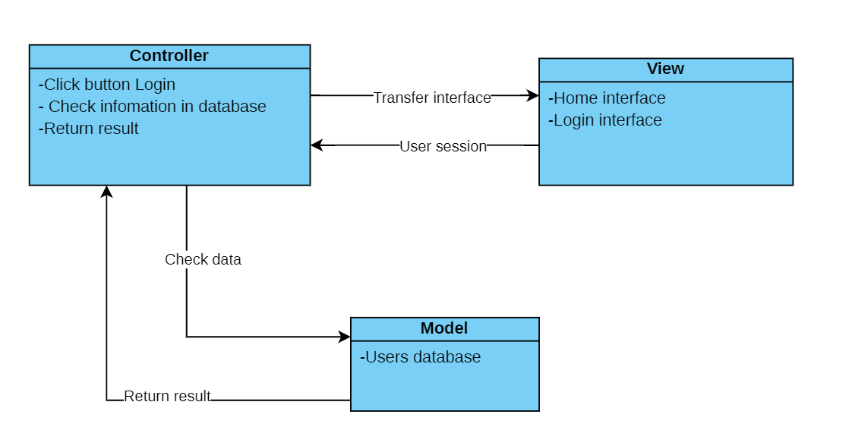 Controller
-Click button Login
- Check infomation in database
-Return result
Transfer interface
User session
View
-Home interface
-Login interface
Check data
Model
-Users database
Return result